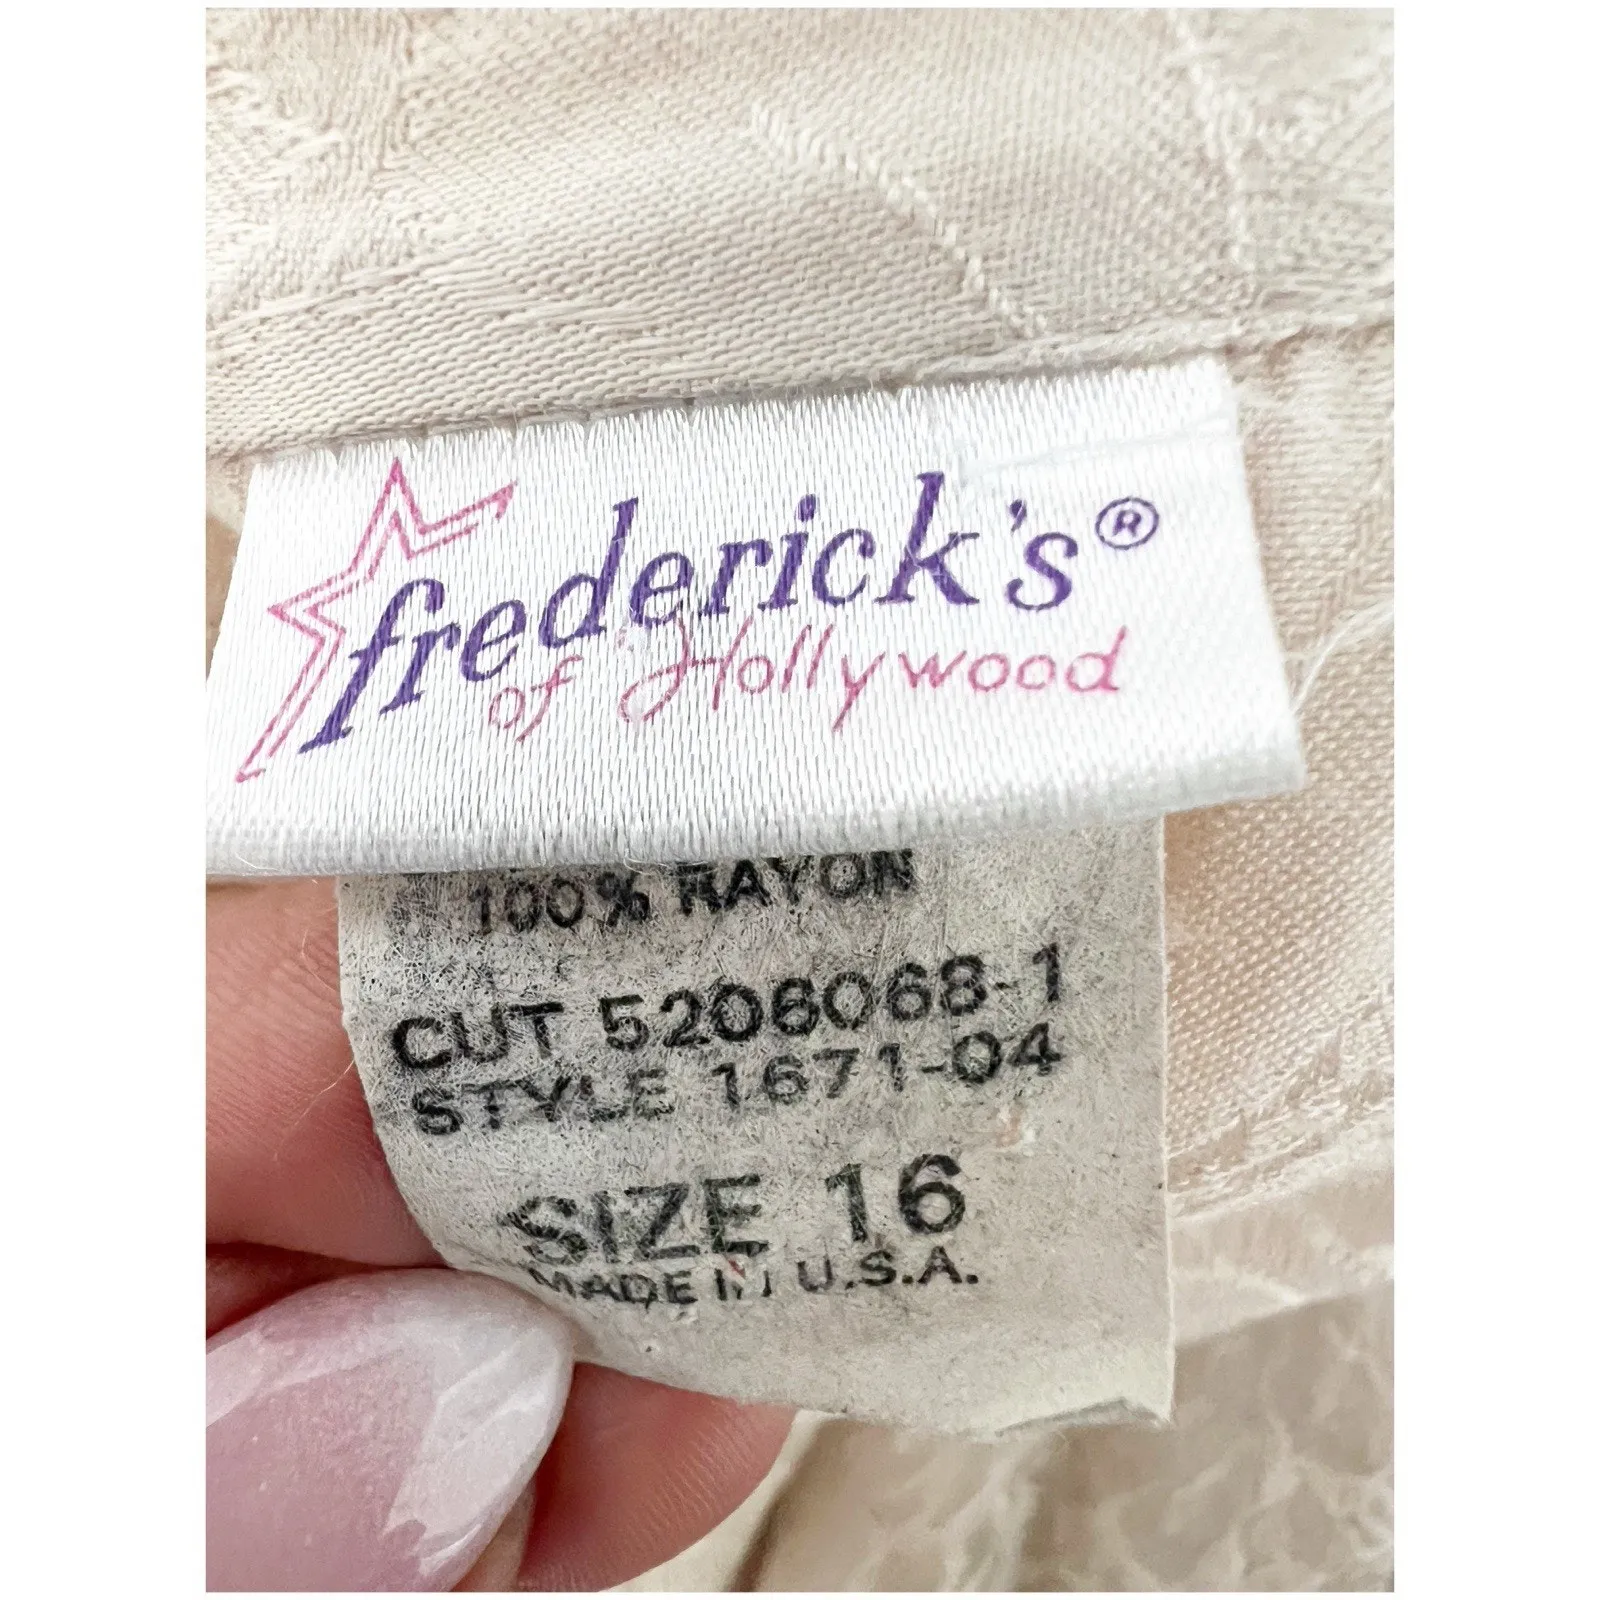 frederick's®
of Hollywood
100% RAYON
CUT 5206068-1
STYLE 1671-04
SIZE 16
MADE IN U.S.A.